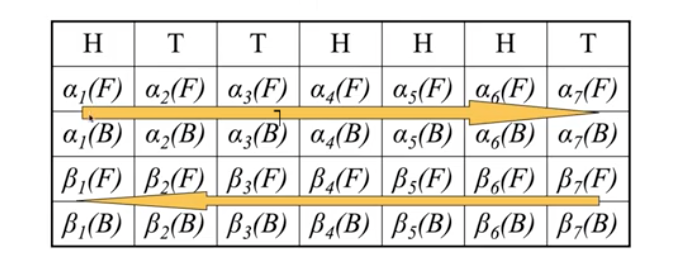 H T T H H H T
α₁(F) α₂(F) α₃(F) α₄(F) α₅(F) α₆(F) α₇(F)
α₁(B) α₂(B) α₃(B) α₄(B) α₅(B) α₆(B) α₇(B)
β₁(F) β₂(F) β₃(F) β₄(F) β₅(F) β₆(F) β₇(F)
β₁(B) β₂(B) β₃(B) β₄(B) β₅(B) β₆(B) β₇(B)